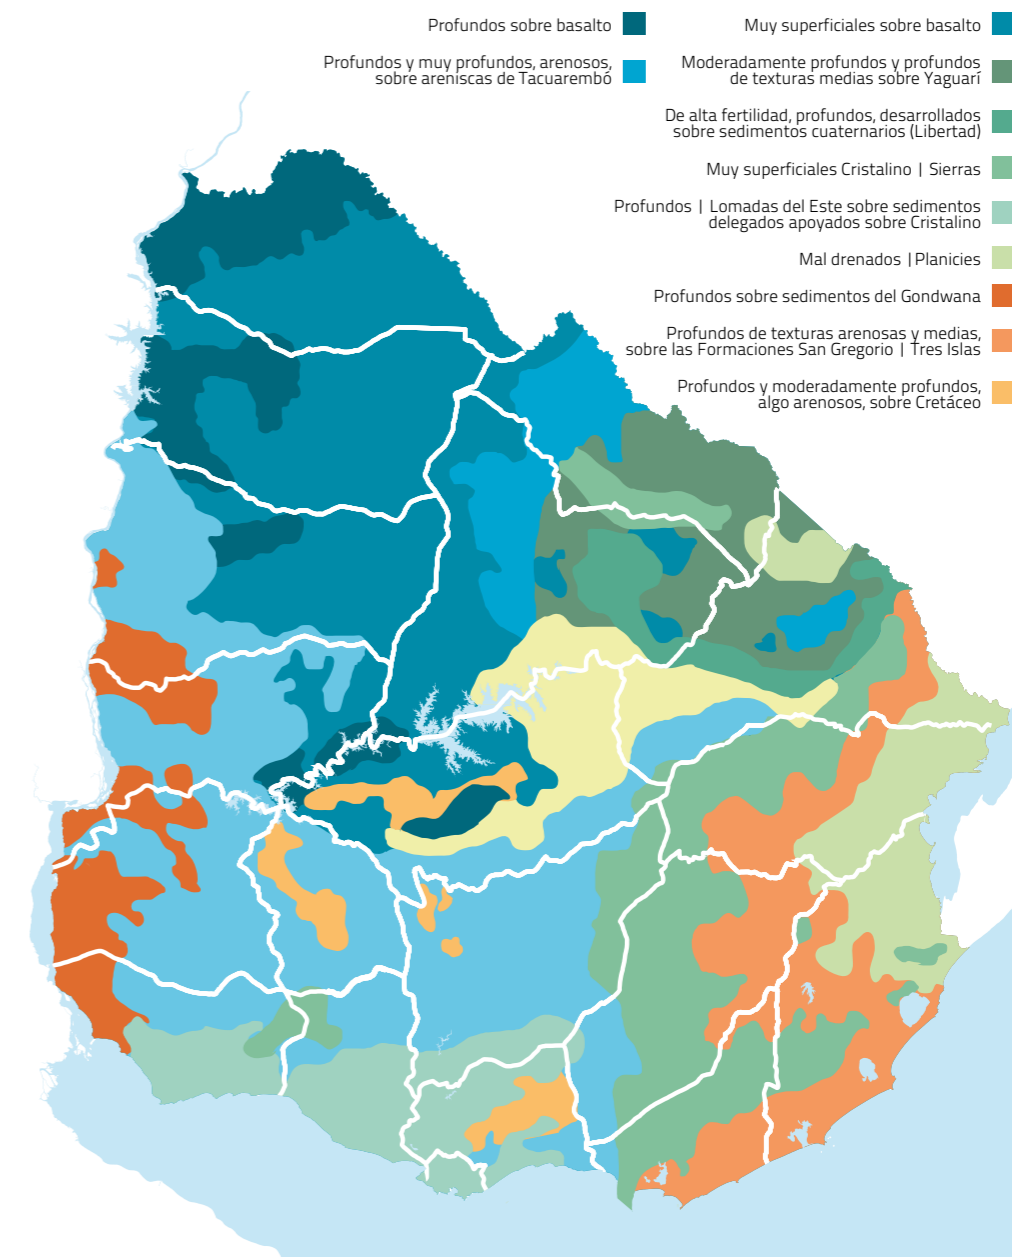 Profundos sobre basalto
Muy superficiales sobre basalto
Profundos y muy profundos, arenosos,
sobre areniscas de Tacuarembó
Moderadamente profundos y profundos
de texturas medias sobre Yaguarí
De alta fertilidad, profundos, desarrollados
sobre sedimentos cuaternarios (Libertad)
Muy superficiales Cristalino | Sierras
Profundos | Lomadas del Este sobre sedimentos
delegados apoyados sobre Cristalino
Mal drenados | Planicies
Profundos sobre sedimentos del Gondwana
Profundos de texturas arenosas y medias,
sobre las Formaciones San Gregorio | Tres Islas
Profundos y moderadamente profundos,
algo arenosos, sobre Cretáceo